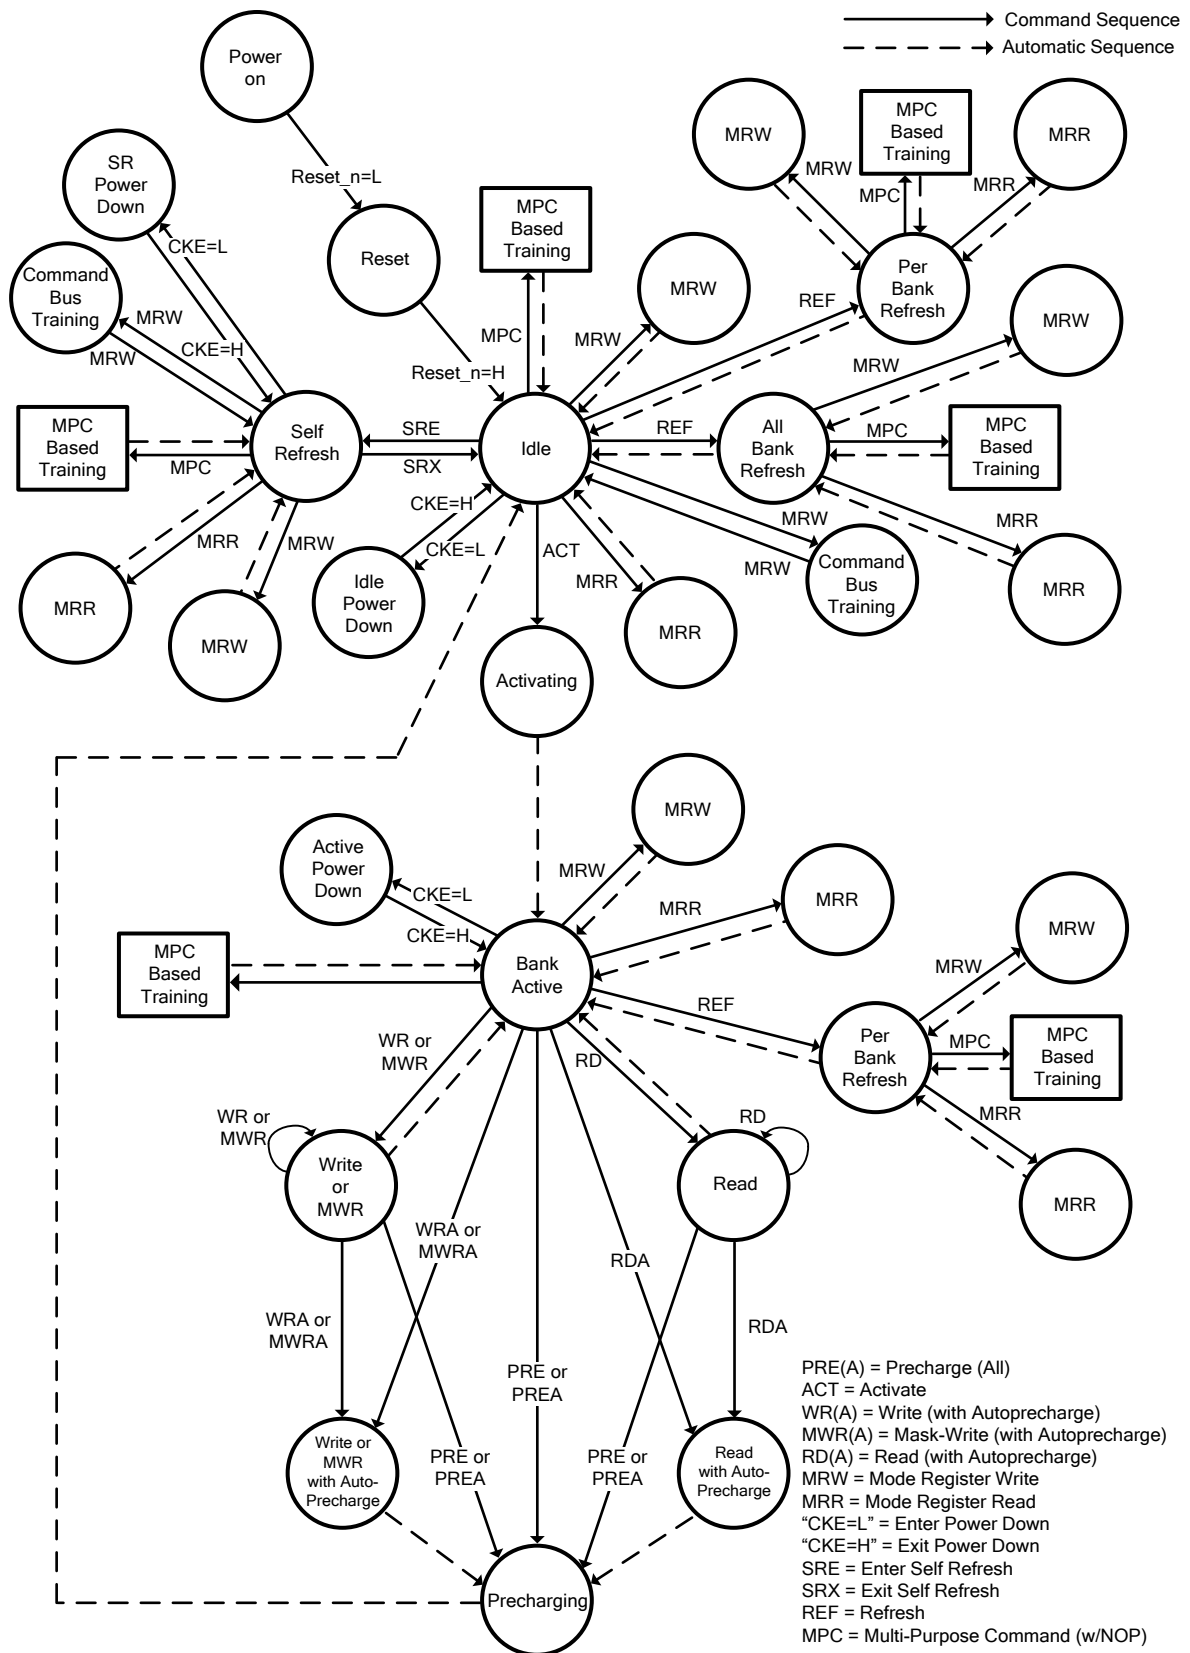 Command Sequence
Automatic Sequence
Power
on
Reset_n=L
Reset
Reset_n=H
SR
Power
Down
CKE=L
CKE=H
Command
Bus
Training
MRW
MRW
MPC
Based
Training
MPC
Self
Refresh
MRR
MRR
MRW
MRW
SRE
SRX
MPC
Based
Training
MPC
MRW
MRW
Idle
CKE=H
CKE=L
Idle
Power
Down
ACT
MRR
MRR
MRW
MRW
Command
Bus
Training
REF
REF
MRW
MRW
MPC
Based
Training
MPC
MRR
MRR
Per
Bank
Refresh
All
Bank
Refresh
MRW
MRW
MPC
MPC
Based
Training
MRR
MRR
Activating
Active
Power
Down
CKE=L
CKE=H
MPC
Based
Training
Bank
Active
MRW
MRW
MRR
MRR
REF
Per
Bank
Refresh
MRW
MRW
MPC
MPC
Based
Training
MRR
MRR
WR or
MWR
RD
WR or
MWR
Write
or
MWR
RD
Read
WRA or
MWRA
RDA
WRA or
MWRA
RDA
PRE or
PREA
PRE or
PREA
PRE or
PREA
Write or
MWR
with Auto-
Precharge
Read
with Auto-
Precharge
Precharging
PRE(A) = Precharge (All)
ACT = Activate
WR(A) = Write (with Autoprecharge)
MWR(A) = Mask-Write (with Autoprecharge)
RD(A) = Read (with Autoprecharge)
MRW = Mode Register Write
MRR = Mode Register Read
“CKE=L” = Enter Power Down
“CKE=H” = Exit Power Down
SRE = Enter Self Refresh
SRX = Exit Self Refresh
REF = Refresh
MPC = Multi-Purpose Command (w/NOP)